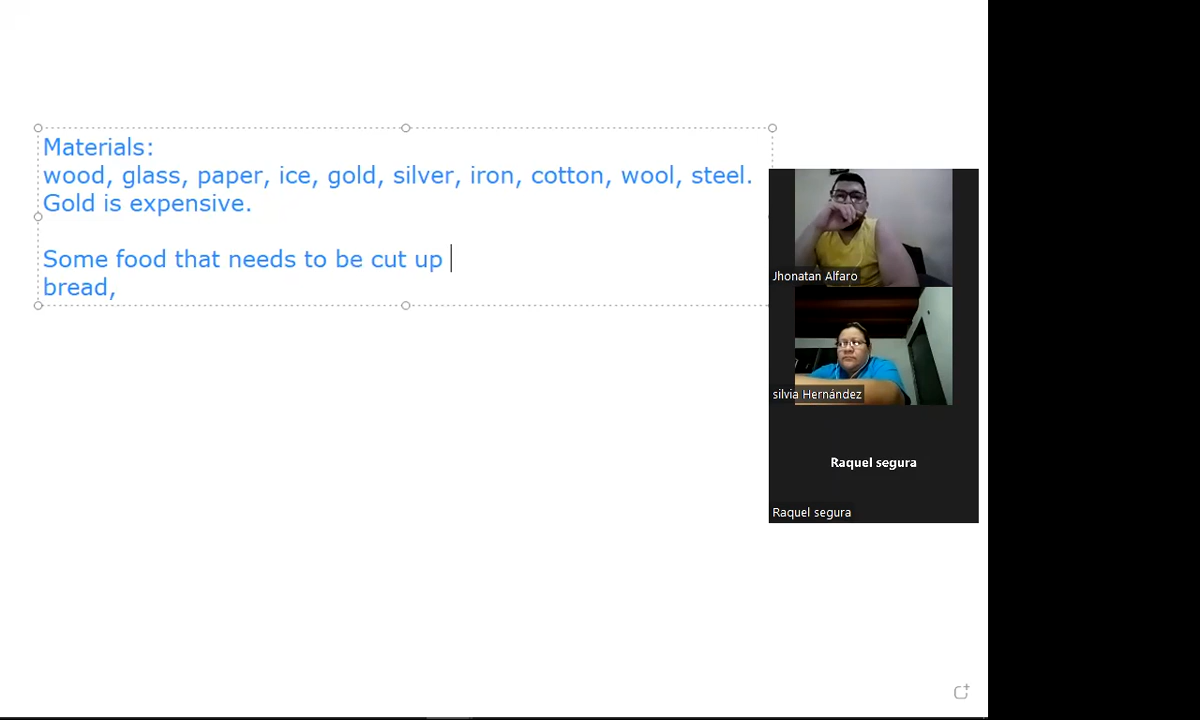 Materials:
wood, glass, paper, ice, gold, silver, iron, cotton, wool, steel.
Gold is expensive.
Some food that needs to be cut up
bread,
Jhonatan Alfaro
silvia Hernández
Raquel segura
Raquel segura